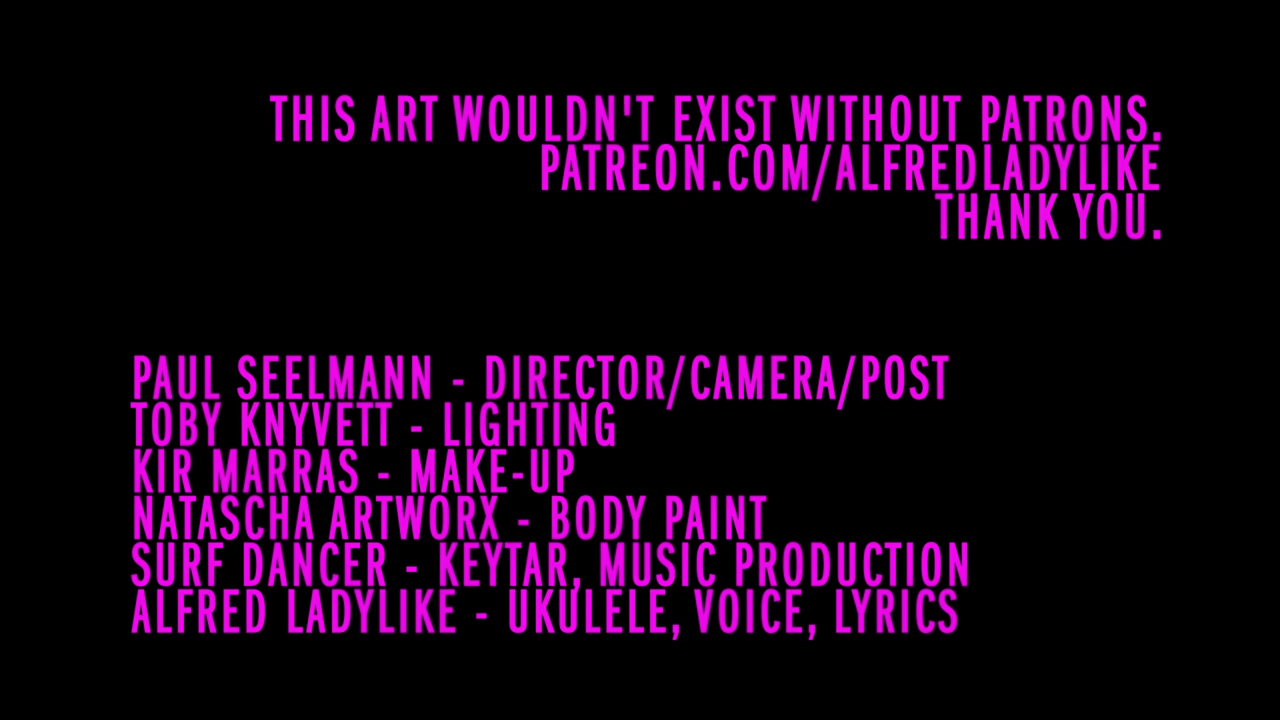 THIS ART WOULDN'T EXIST WITHOUT PATRONS.
PATREON.COM/ALFREDLADYLIKE
THANK YOU.
PAUL SEELMANN - DIRECTOR/CAMERA/POST
TOBY KNYVETT - LIGHTING
KIR MARRAS - MAKE-UP
NATASCHA ARTWORX - BODY PAINT
SURF DANCER - KEYTAR, MUSIC PRODUCTION
ALFRED LADYLIKE - UKULELE, VOICE, LYRICS